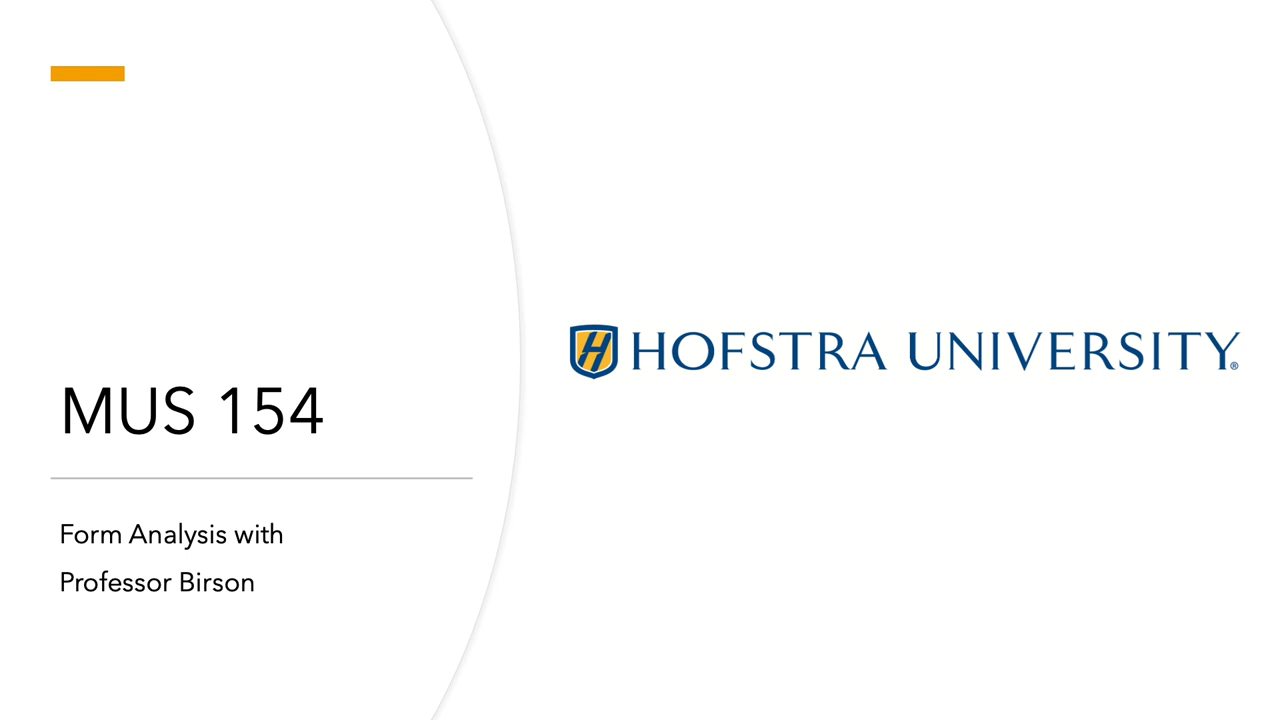 MUS 154
Form Analysis with
Professor Birson
H HOFSTRA UNIVERSITY®